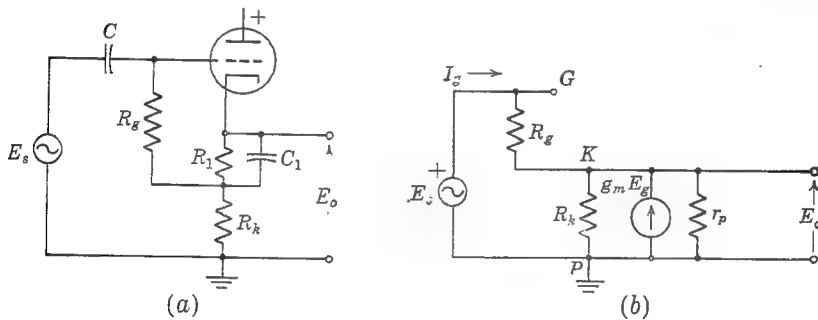 C
+
R_g
E_s
R_1
C_1
E_o
R_k
(a)
I_g
G
R_g
K
+
E_s
g_m E_g
R_k
r_p
E_o
P
(b)